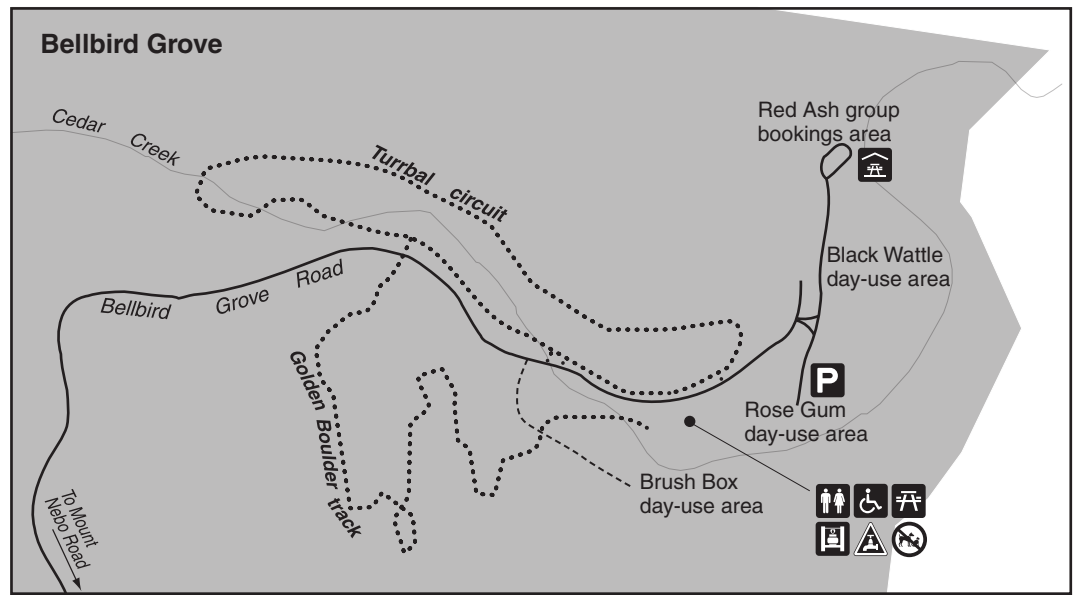 Bellbird Grove
Cedar Creek
Turrbal circuit
Red Ash group
bookings area
Black Wattle
day-use area
Bellbird Grove Road
Golden Boulder track
P
Rose Gum
day-use area
Brush Box
day-use area
To Mount
Nebo Road